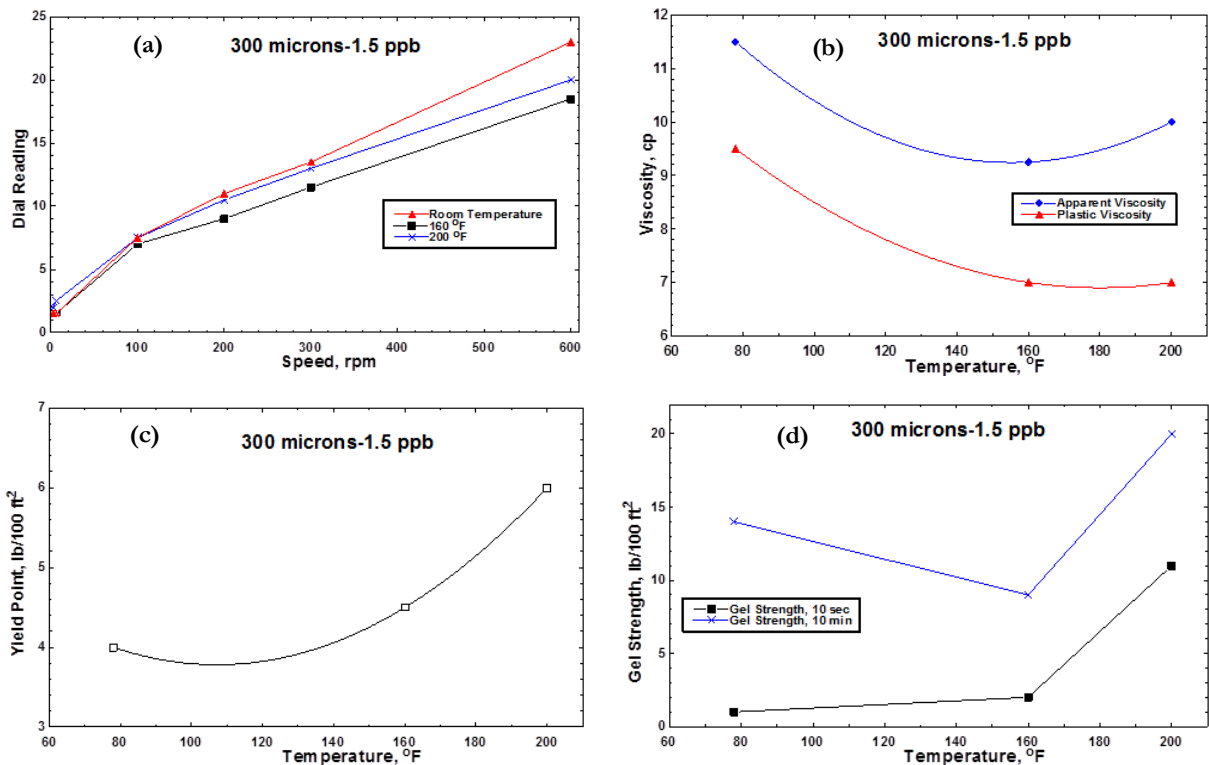 (a)
300 microns-1.5 ppb
Dial Reading
25
20
15
10
5
0
Room Temperature
160 ºF
200 ºF
0 100 200 300 400 500 600
Speed, rpm
300 microns-1.5 ppb
(b)
Viscosity, cp
12
11
10
9
8
7
6
Apparent Viscosity
Plastic Viscosity
60 80 100 120 140 160 180 200
Temperature, ºF
(c)
300 microns-1.5 ppb
Yield Point, lb/100 ft²
7
6
5
4
3
60 80 100 120 140 160 180 200
Temperature, ºF
300 microns-1.5 ppb
(d)
Gel Strength, lb/100 ft²
20
15
10
5
0
Gel Strength, 10 sec
Gel Strength, 10 min
60 80 100 120 140 160 180 200
Temperature, ºF